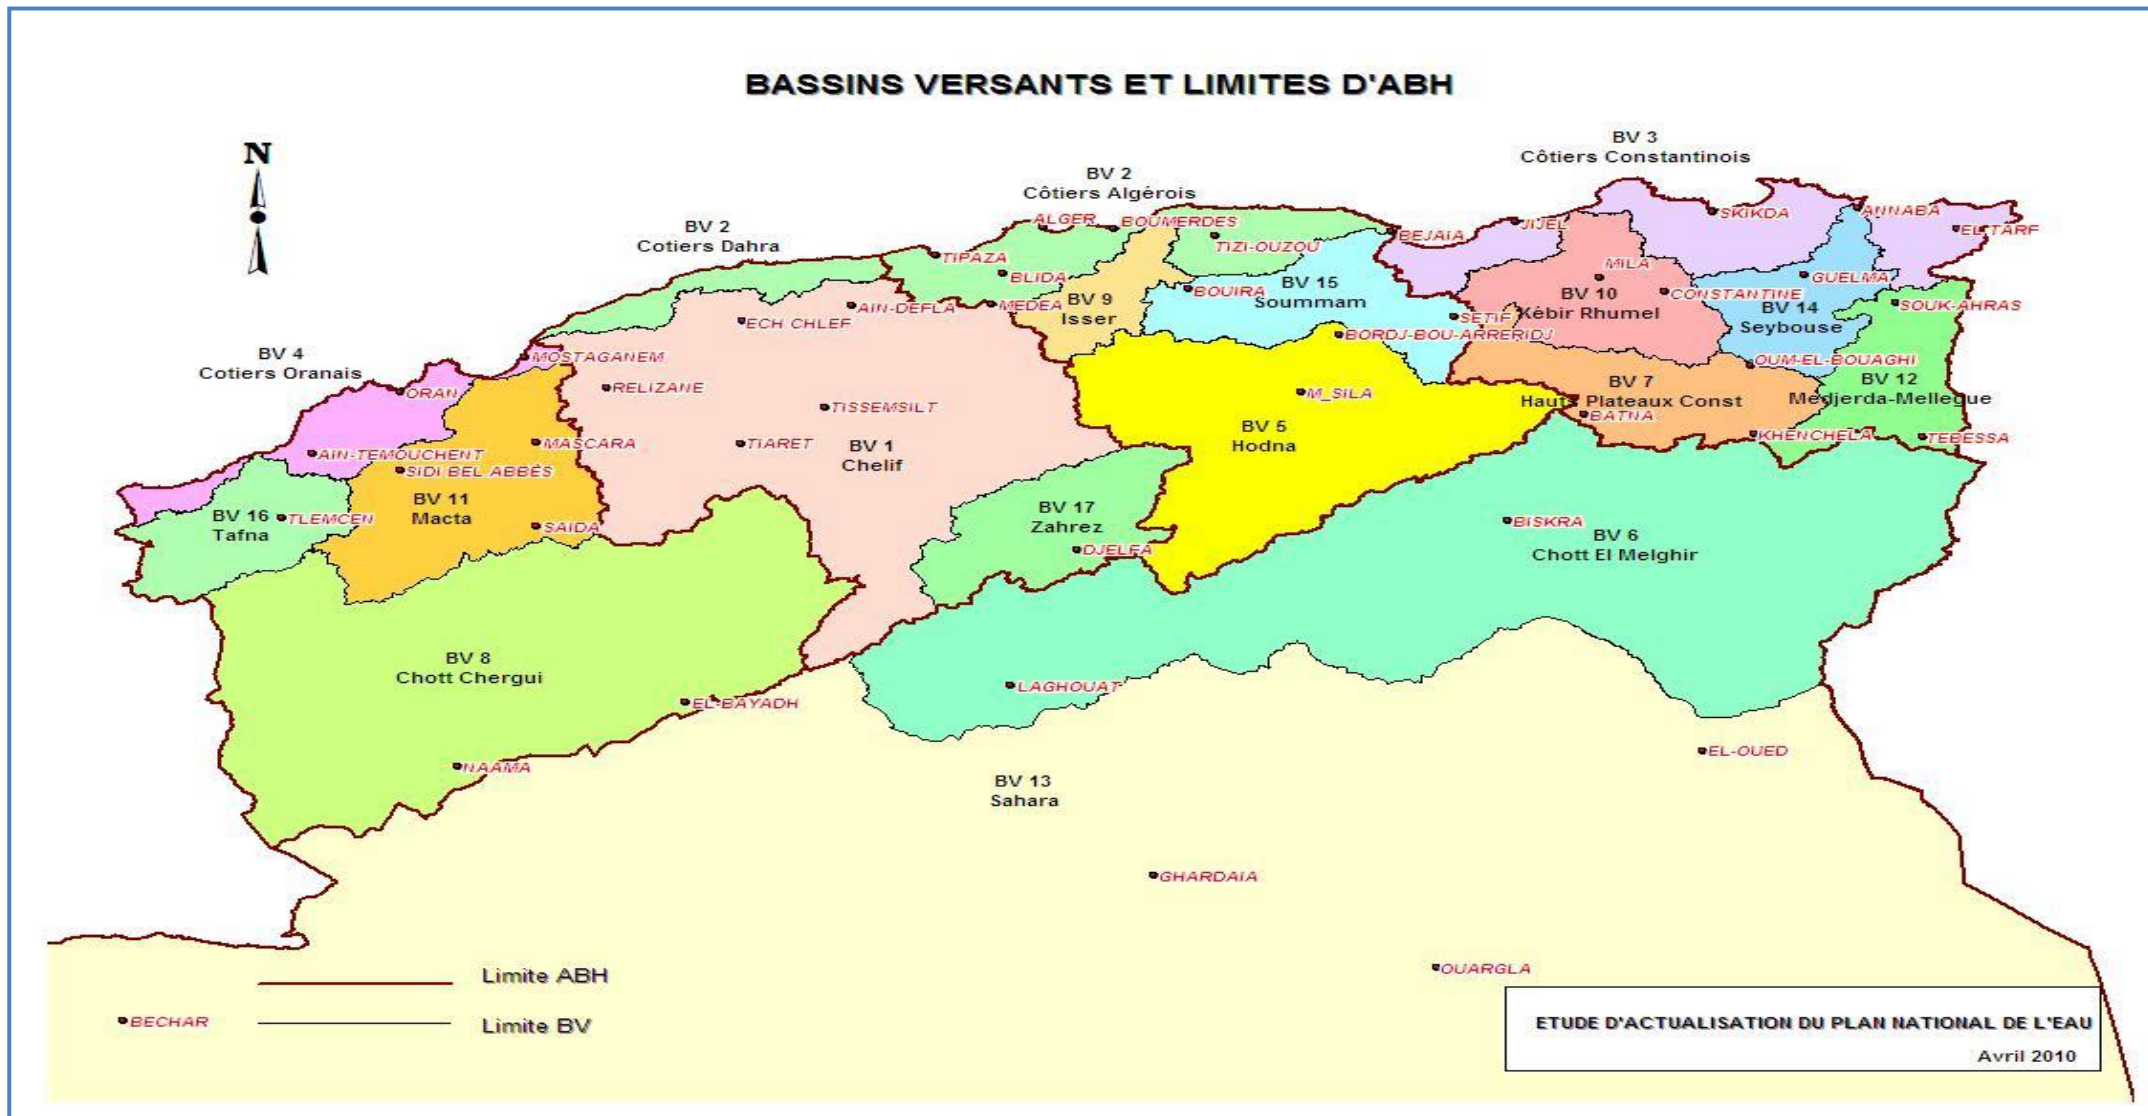 BASSINS VERSANTS ET LIMITES D'ABH
N
BV 3
Côtiers Constantinois
BV 2
Côtiers Algérois
BV 2
Cotiers Dahra
BV 4
Cotiers Oranais
ALGER
BOUMERDES
TIZI-OUZOU
BEJAIA
JIJEL
SKIKDA
ANNABA
EL TARF
TIPAZA
BLIDA
MEDEA
BV 9
Isser
BOUIRA
BV 15
Soummam
MILA
BV 10
Kébir Rhumel
CONSTANTINE
GUELMA
BV 14
Seybouse
SOUK-AHRAS
AIN-DEFLA
ECH CHLEF
SETIF
BORDJ-BOU-ARRERIDJ
MOSTAGANEM
ORAN
RELIZANE
TISSEMSILT
M_SILA
OUM-EL-BOUAGHI
BV 7
Hauts Plateaux Const
BATNA
BV 12
Medjerda-Mellegue
KHENCHELA
TEBESSA
AIN-TEMOUCHENT
SIDI BEL ABBÈS
MASCARA
TIARET
BV 1
Chelif
BV 5
Hodna
BV 16
Tafna
TLEMCEN
BV 11
Macta
SAIDA
BV 17
Zahrez
DJELFA
BISKRA
BV 6
Chott El Melghir
BV 8
Chott Chergui
EL-BAYADH
LAGHOUAT
NAAMA
BV 13
Sahara
EL-OUED
GHARDAIA
OUARGLA
BECHAR
Limite ABH
Limite BV
ETUDE D'ACTUALISATION DU PLAN NATIONAL DE L'EAU
Avril 2010